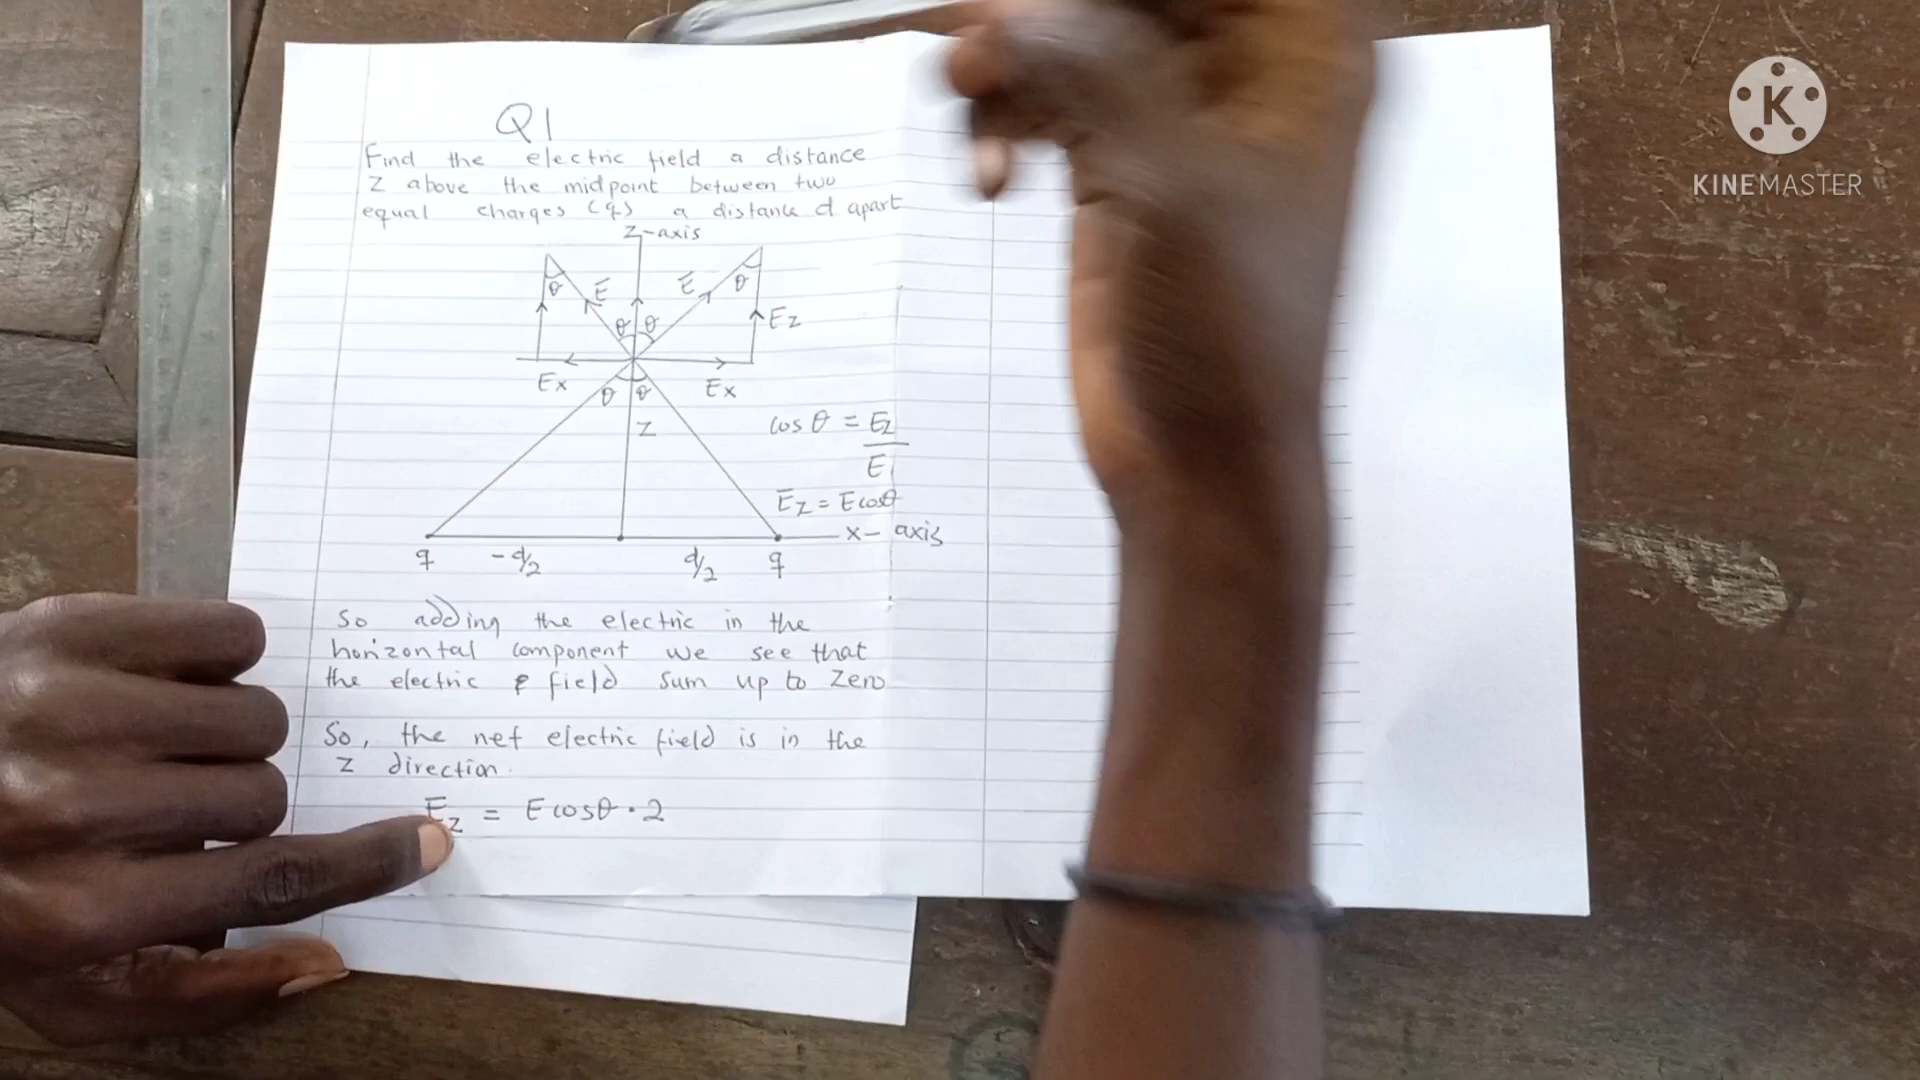 Q1
Find the electric field a distance
z above the midpoint between two
equal charges (q) a distance d apart
z-axis
θ E E θ
θ θ
Ez
Ex Ex
θ θ
z
cos θ = Ez
E
Ez = E cosθ
x- axis
q -d/2 d/2 q
So adding the electric in the
horizontal component we see that
the electric field sum up to zero
So, the net electric field is in the
z direction.
Ez = E cosθ · 2
K
KINEMASTER